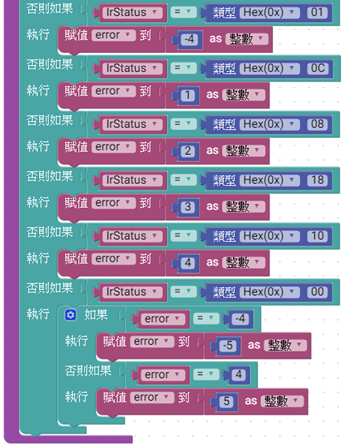 否則如果 IrStatus = 類型 Hex(0x) 01
執行 賦值 error 到 -4 as 整數
否則如果 IrStatus = 類型 Hex(0x) 0C
執行 賦值 error 到 1 as 整數
否則如果 IrStatus = 類型 Hex(0x) 08
執行 賦值 error 到 2 as 整數
否則如果 IrStatus = 類型 Hex(0x) 18
執行 賦值 error 到 3 as 整數
否則如果 IrStatus = 類型 Hex(0x) 10
執行 賦值 error 到 4 as 整數
否則如果 IrStatus = 類型 Hex(0x) 00
執行 如果 error = -4
執行 賦值 error 到 -5 as 整數
否則如果 error = 4
執行 賦值 error 到 5 as 整數